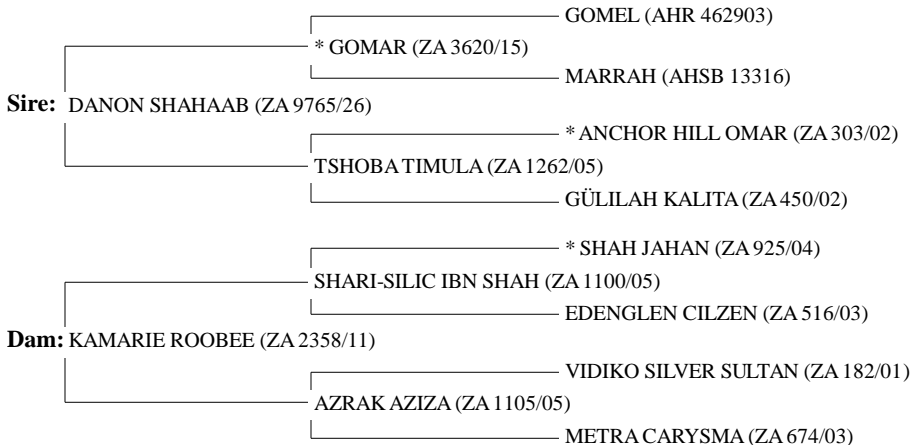 GOMEL (AHR 462903)
* GOMAR (ZA 3620/15)
MARRAH (AHSB 13316)
Sire: DANON SHAHAAB (ZA 9765/26)
* ANCHOR HILL OMAR (ZA 303/02)
TSHOBA TIMULA (ZA 1262/05)
GÜLILAH KALITA (ZA 450/02)
* SHAH JAHAN (ZA 925/04)
SHARI-SILIC IBN SHAH (ZA 1100/05)
EDENGLEN CILZEN (ZA 516/03)
Dam: KAMARIE ROOBEE (ZA 2358/11)
VIDIKO SILVER SULTAN (ZA 182/01)
AZRAK AZIZA (ZA 1105/05)
METRA CARYSMA (ZA 674/03)